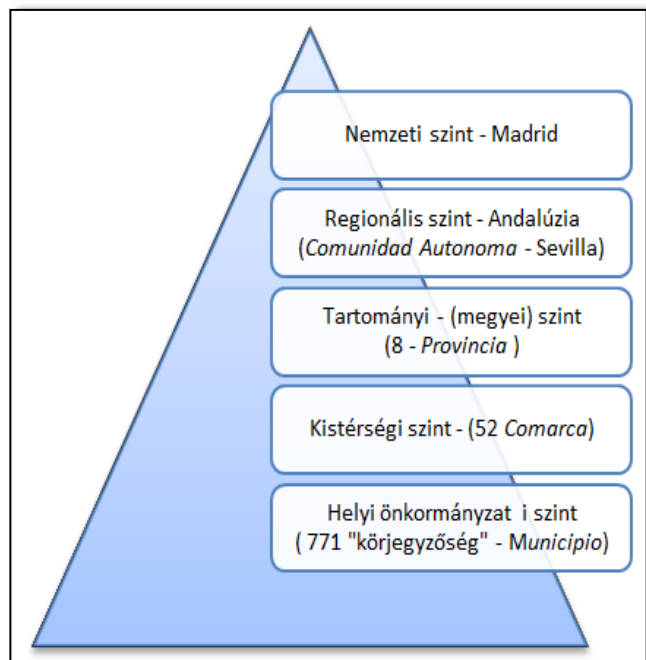 Nemzeti szint - Madrid
Regionális szint - Andalúzia
(Comunidad Autonoma - Sevilla)
Tartományi - (megyei) szint
(8 - Provincia )
Kistérségi szint - (52 Comarca)
Helyi önkormányzat i szint
( 771 "körjegyzőség" - Municipio)